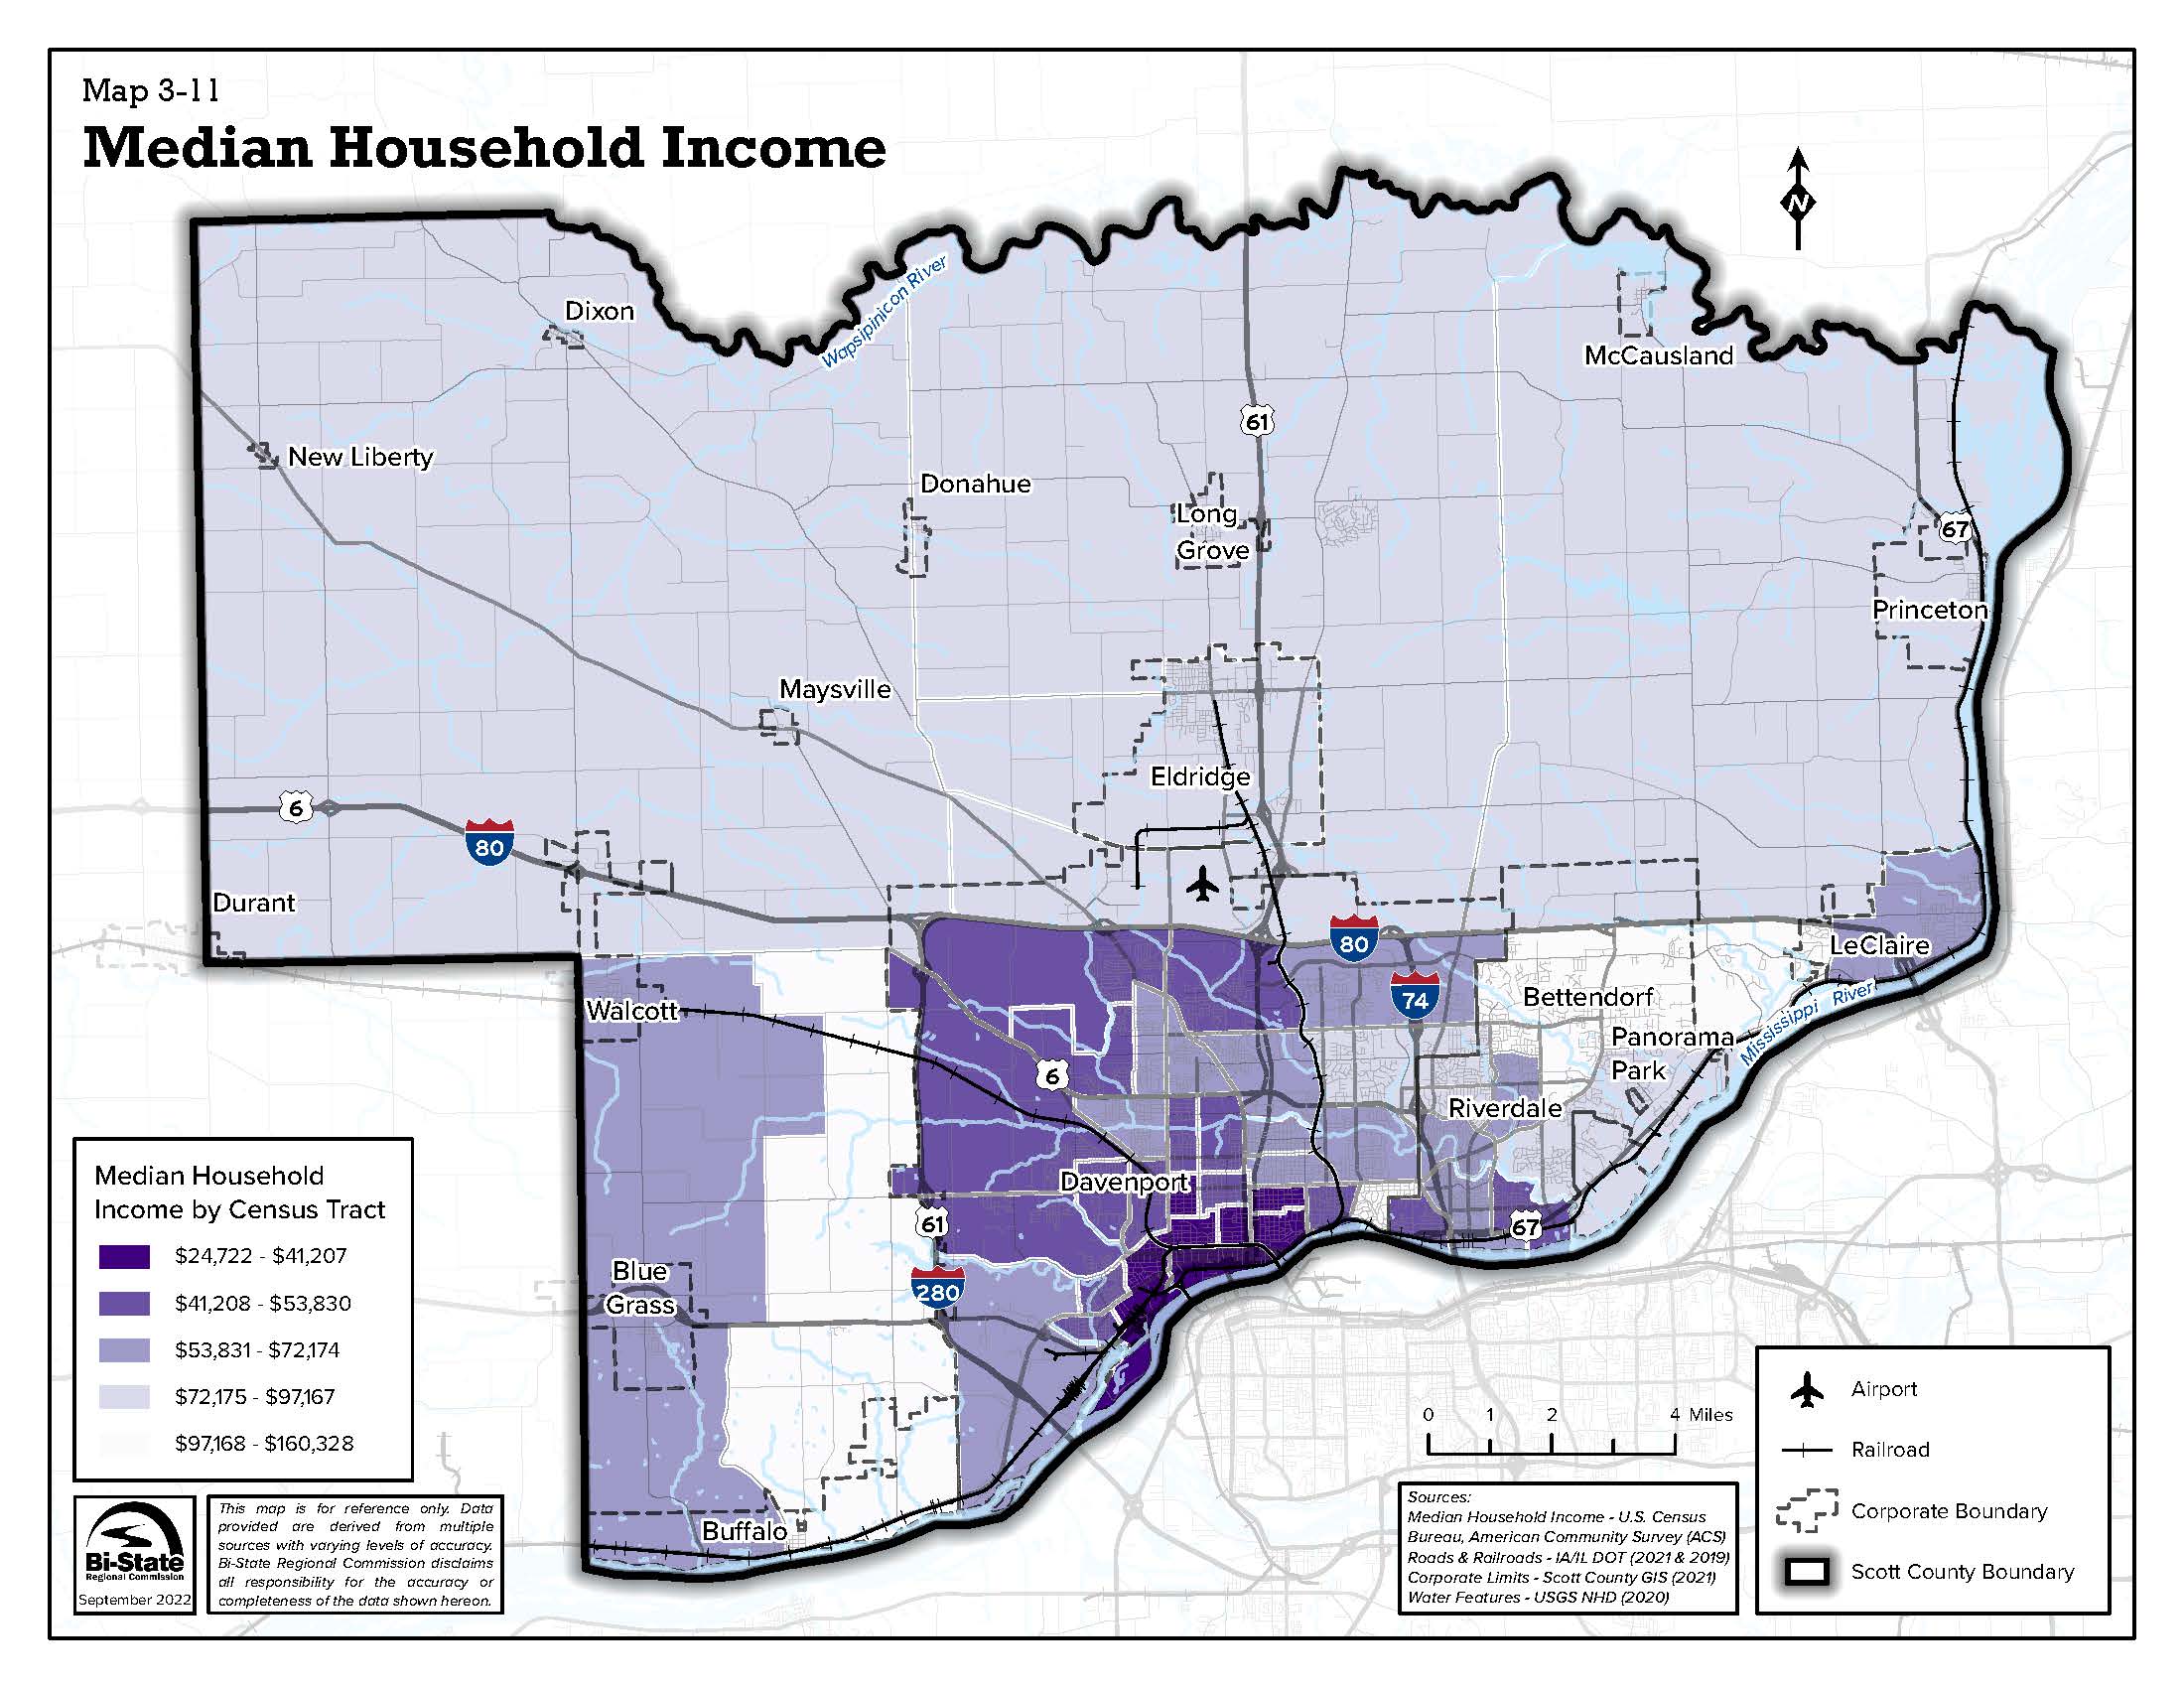 Map 3-11
Median Household Income
N
Dixon
Wapsipinicon River
McCausland
61
New Liberty
Donahue
Long
Grove
67
Princeton
Maysville
Eldridge
6
80
Durant
80
LeClaire
74
Bettendorf
Walcott
Mississippi River
Panorama
Park
6
Riverdale
Davenport
61
67
Blue
Grass
280
Buffalo
Median Household
Income by Census Tract
$24,722 - $41,207
$41,208 - $53,830
$53,831 - $72,174
$72,175 - $97,167
$97,168 - $160,328
Bi-State
Regional Commission
September 2022
This map is for reference only. Data
provided are derived from multiple
sources with varying levels of accuracy.
Bi-State Regional Commission disclaims
all responsibility for the accuracy or
completeness of the data shown hereon.
0 1 2 4 Miles
Sources:
Median Household Income - U.S. Census
Bureau, American Community Survey (ACS)
Roads & Railroads - IA/IL DOT (2021 & 2019)
Corporate Limits - Scott County GIS (2021)
Water Features - USGS NHD (2020)
Airport
Railroad
Corporate Boundary
Scott County Boundary